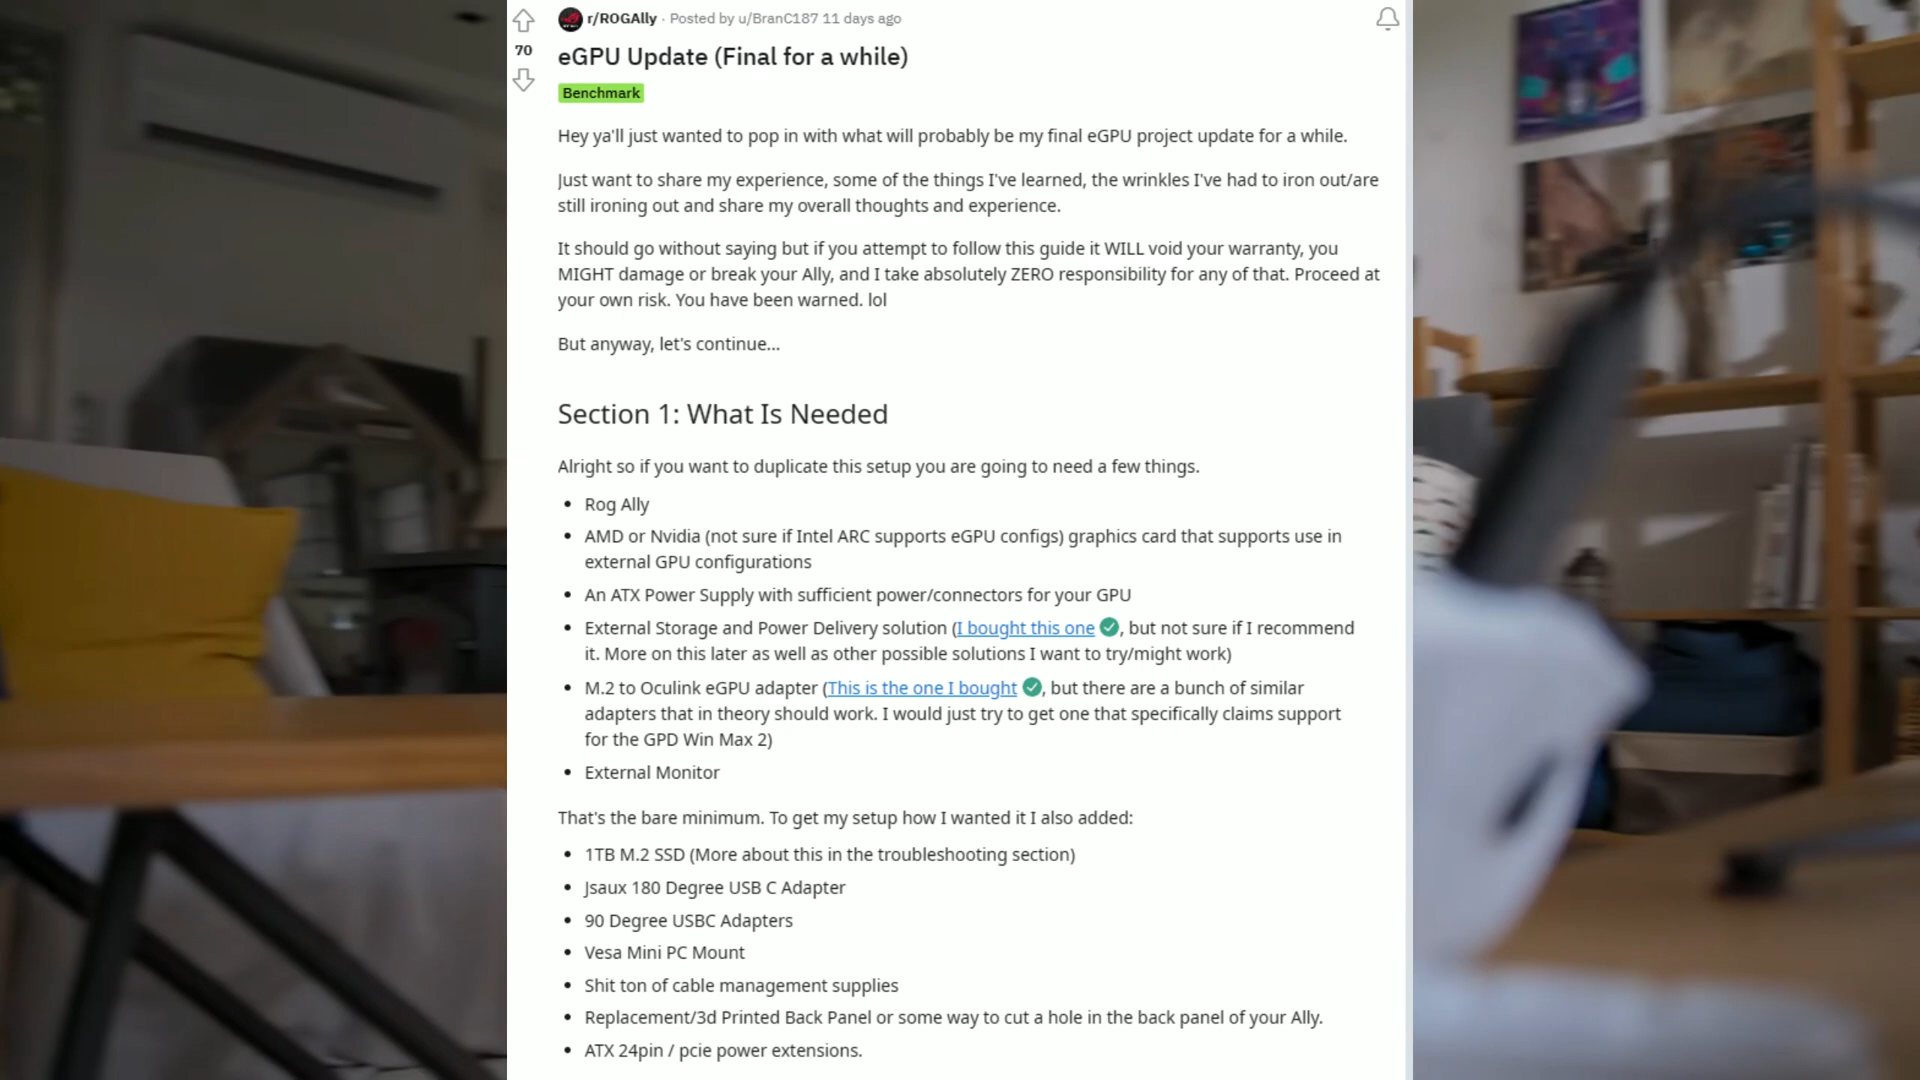 r/ROGAlly · Posted by u/BranC187 11 days ago
70
eGPU Update (Final for a while)
Benchmark
Hey ya'll just wanted to pop in with what will probably be my final eGPU project update for a while.
Just want to share my experience, some of the things I've learned, the wrinkles I've had to iron out/are
still ironing out and share my overall thoughts and experience.
It should go without saying but if you attempt to follow this guide it WILL void your warranty, you
MIGHT damage or break your Ally, and I take absolutely ZERO responsibility for any of that. Proceed at
your own risk. You have been warned. lol
But anyway, let's continue...
Section 1: What Is Needed
Alright so if you want to duplicate this setup you are going to need a few things.
• Rog Ally
• AMD or Nvidia (not sure if Intel ARC supports eGPU configs) graphics card that supports use in
external GPU configurations
• An ATX Power Supply with sufficient power/connectors for your GPU
• External Storage and Power Delivery solution (I bought this one , but not sure if I recommend
it. More on this later as well as other possible solutions I want to try/might work)
• M.2 to Oculink eGPU adapter (This is the one I bought , but there are a bunch of similar
adapters that in theory should work. I would just try to get one that specifically claims support
for the GPD Win Max 2)
• External Monitor
That's the bare minimum. To get my setup how I wanted it I also added:
• 1TB M.2 SSD (More about this in the troubleshooting section)
• Jsaux 180 Degree USB C Adapter
• 90 Degree USBC Adapters
• Vesa Mini PC Mount
• Shit ton of cable management supplies
• Replacement/3d Printed Back Panel or some way to cut a hole in the back panel of your Ally.
• ATX 24pin / pcie power extensions.